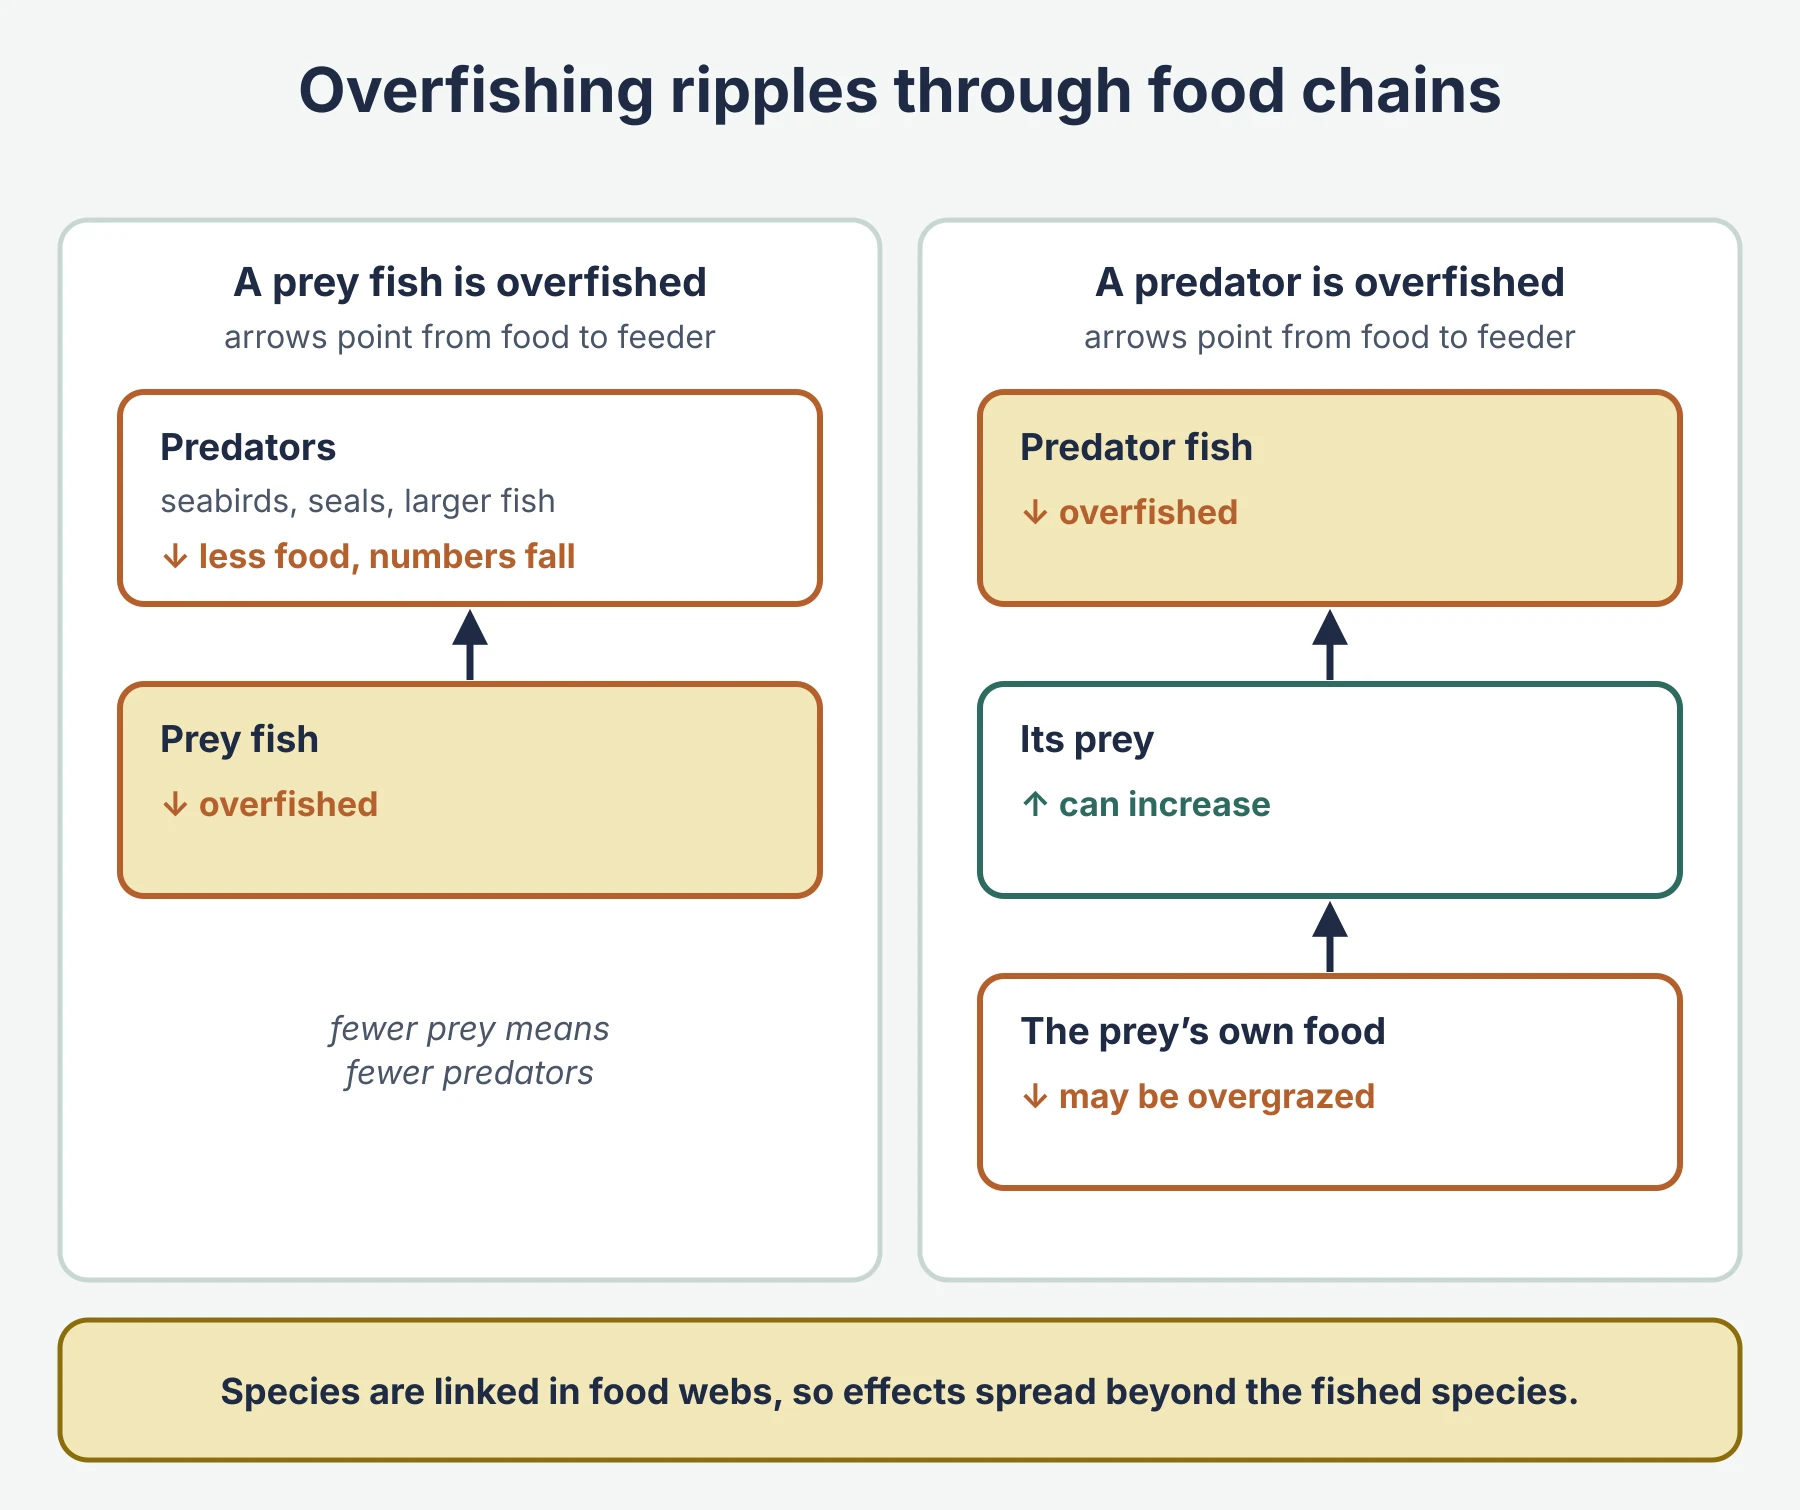 Overfishing ripples through food chains
A prey fish is overfished
arrows point from food to feeder
Predators
seabirds, seals, larger fish
↓ less food, numbers fall
Prey fish
↓ overfished
fewer prey means
fewer predators
A predator is overfished
arrows point from food to feeder
Predator fish
↓ overfished
Its prey
↑ can increase
The prey’s own food
↓ may be overgrazed
Species are linked in food webs, so effects spread beyond the fished species.